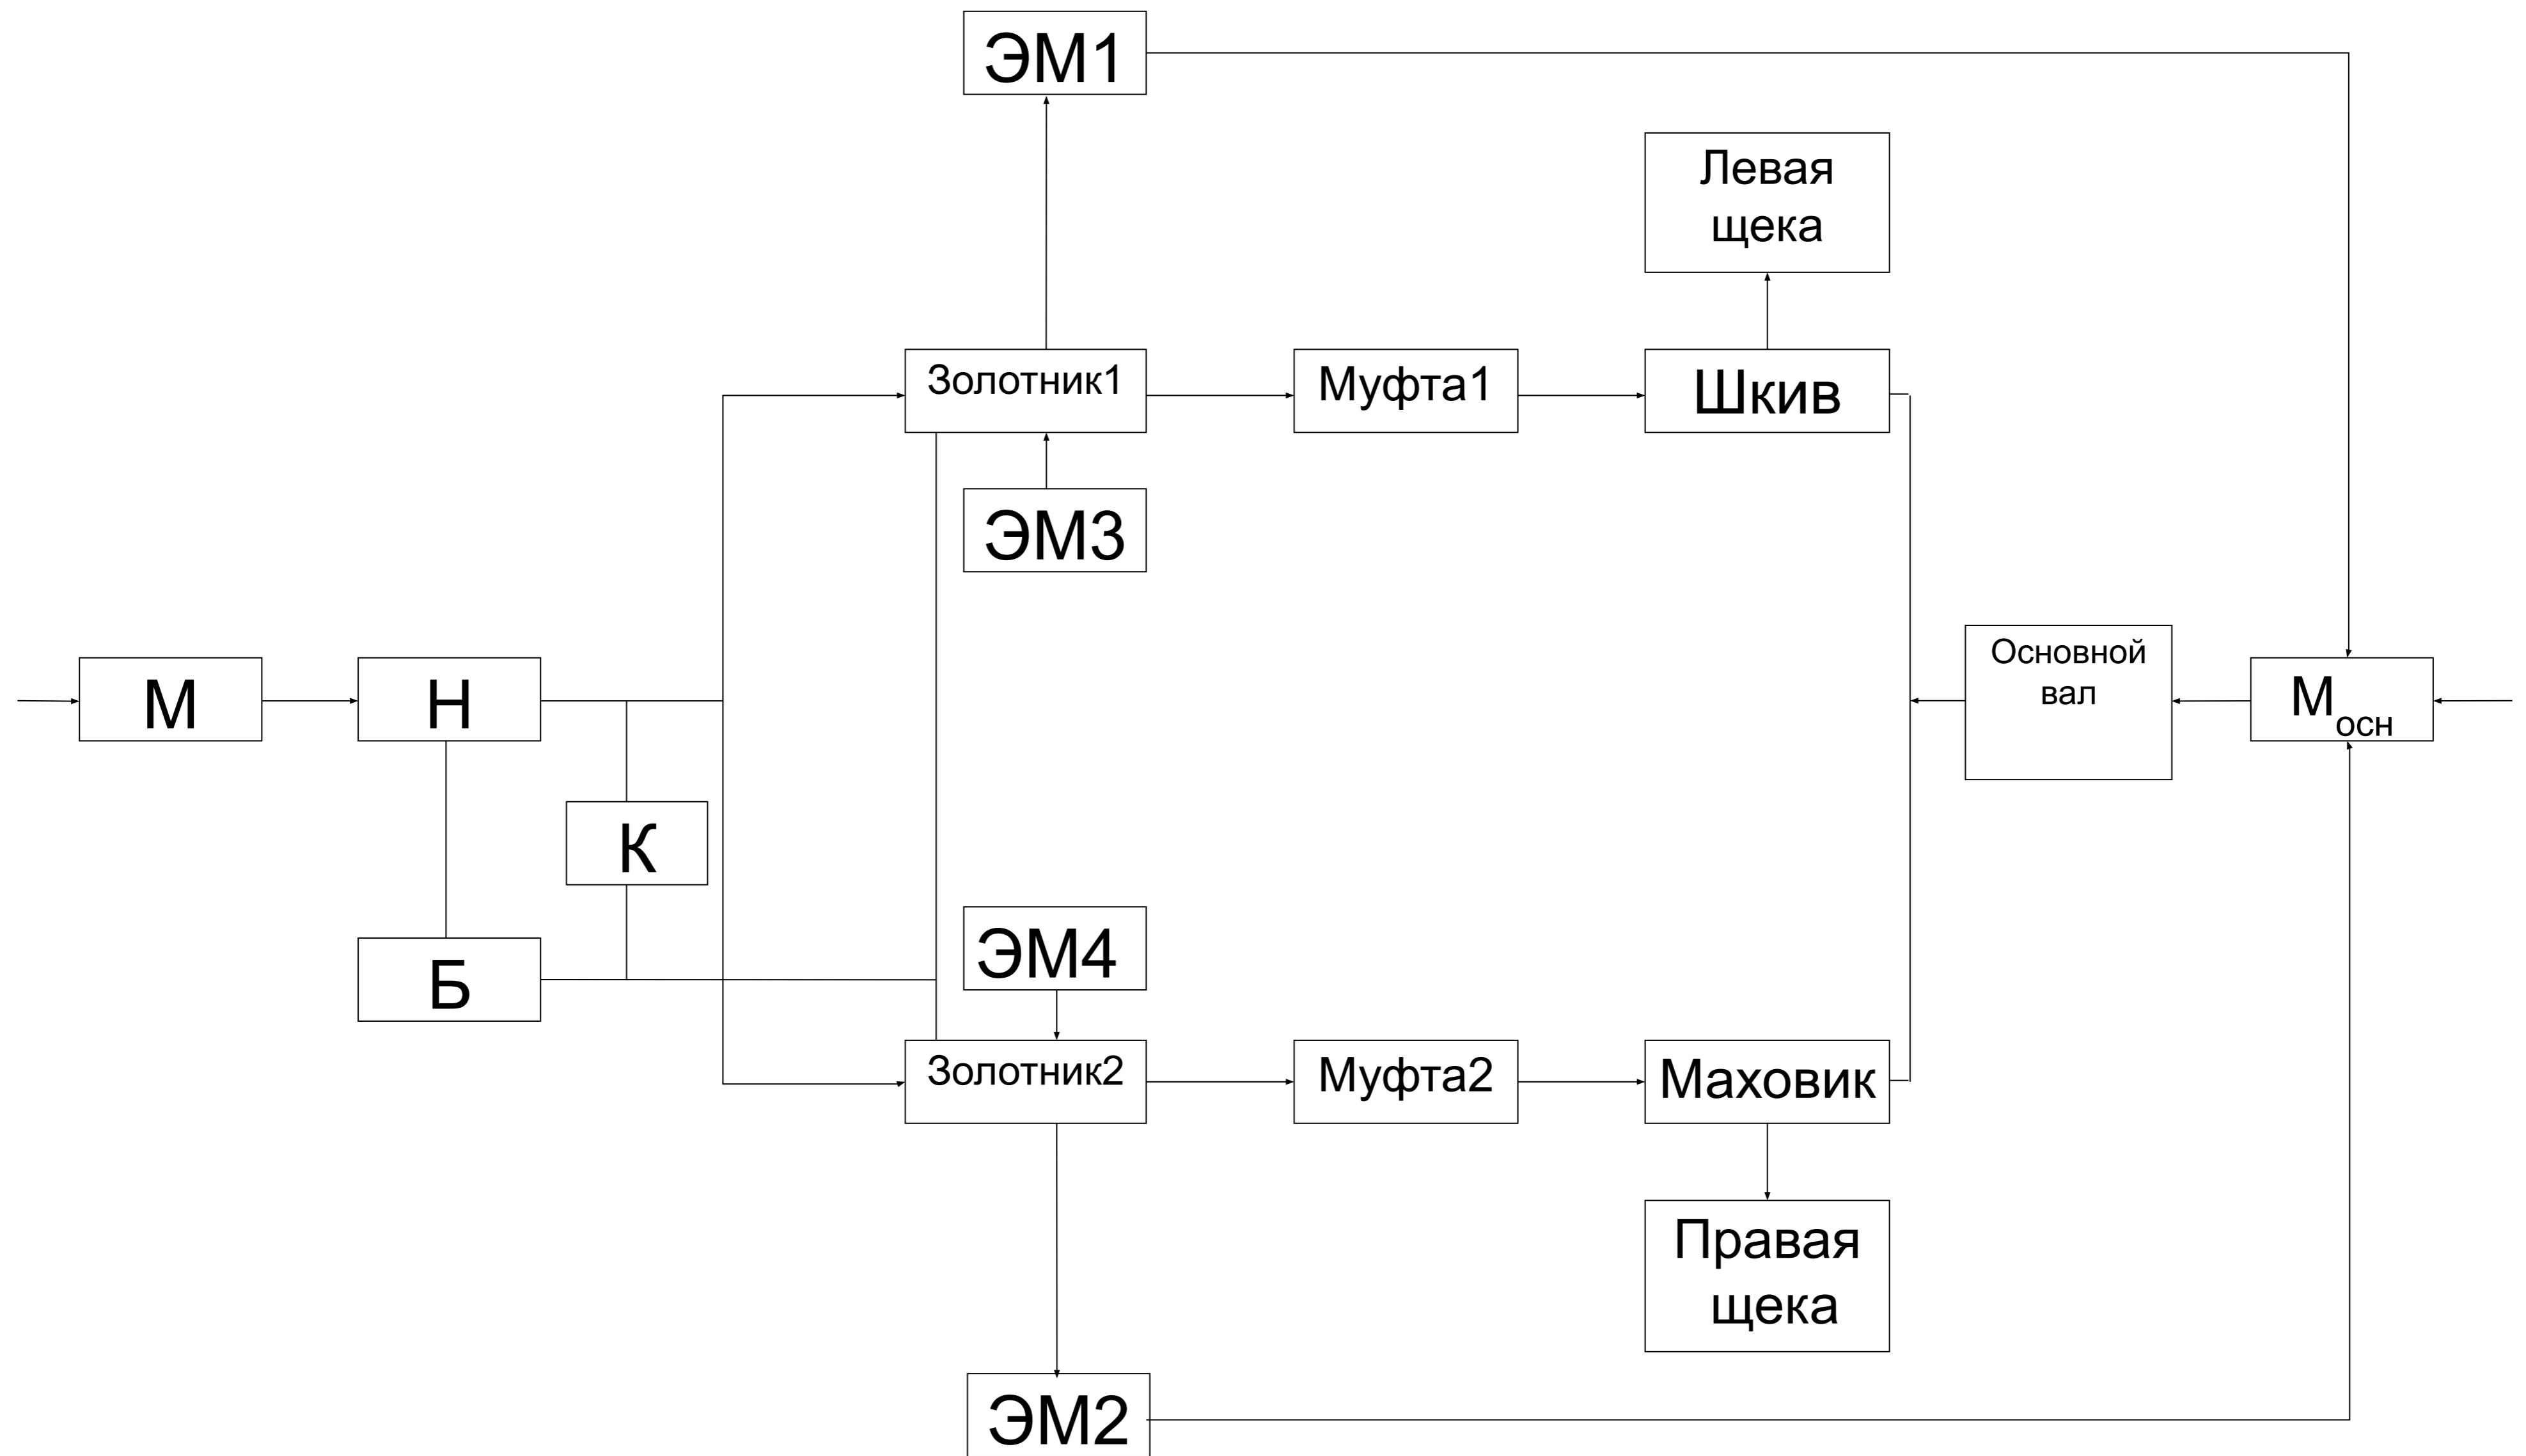 ЭМ1
Левая
щека
Золотник1
Муфта1
Шкив
ЭМ3
М
Н
Основной
вал
Мосн
К
ЭМ4
Б
Золотник2
Муфта2
Маховик
Правая
щека
ЭМ2